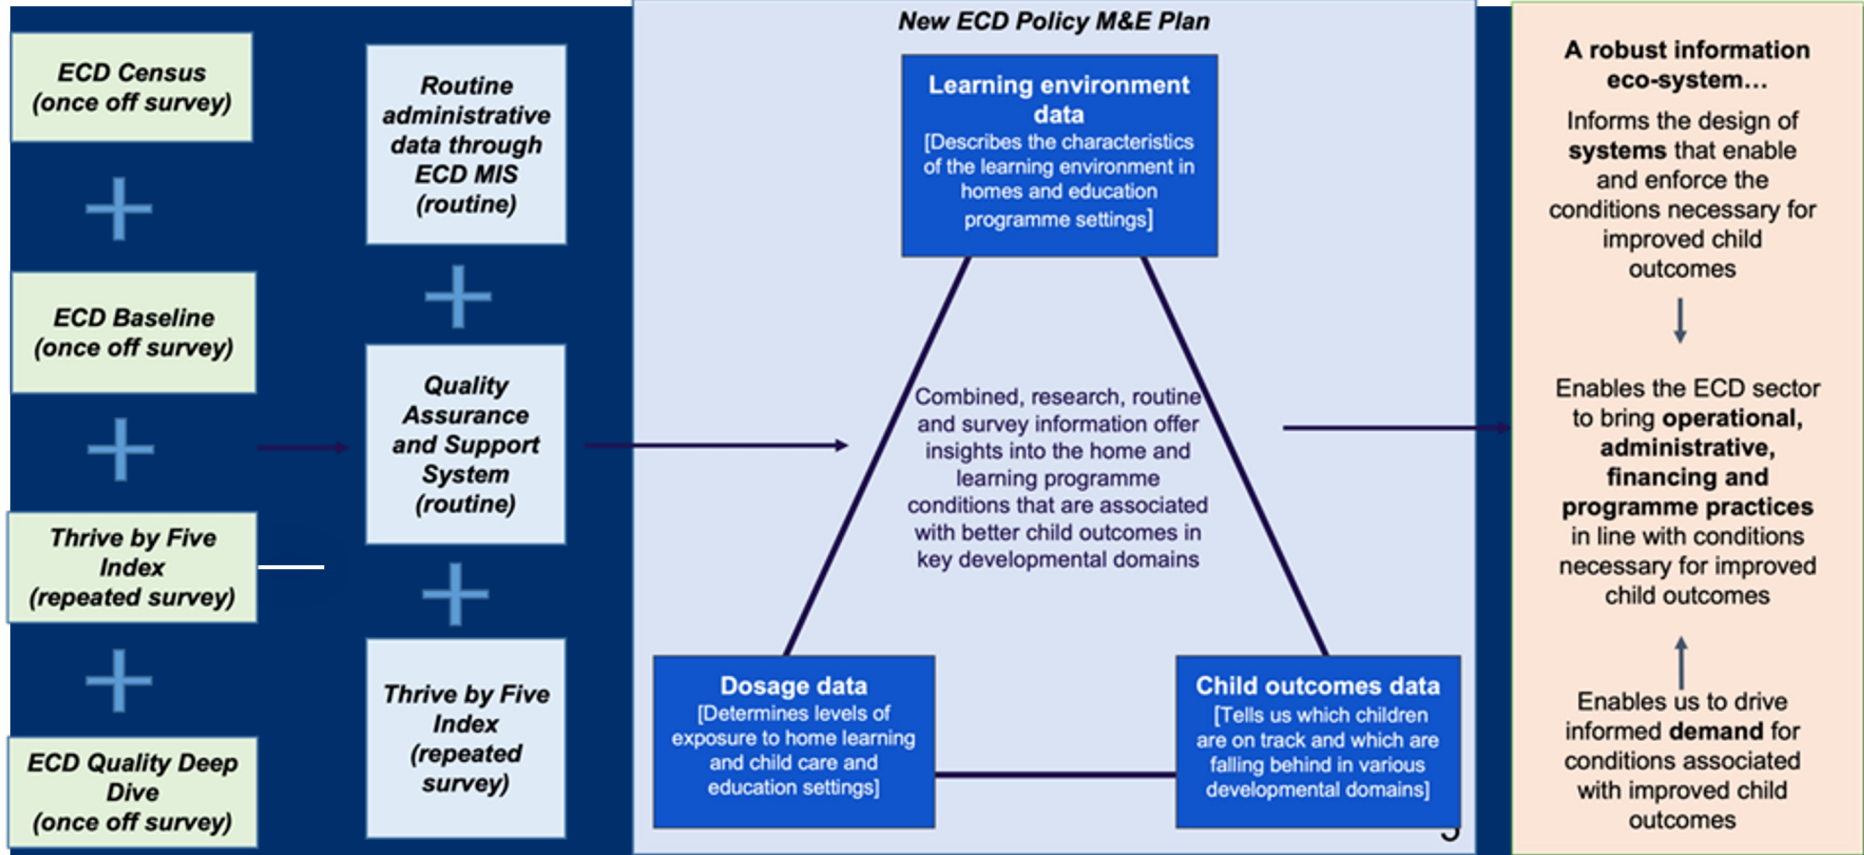 ECD Census
(once off survey)
ECD Baseline
(once off survey)
Thrive by Five
Index
(repeated survey)
ECD Quality Deep
Dive
(once off survey)
Routine
administrative
data through
ECD MIS
(routine)
Quality
Assurance
and Support
System
(routine)
Thrive by Five
Index
(repeated
survey)
New ECD Policy M&E Plan
Learning environment
data
[Describes the characteristics
of the learning environment in
homes and education
programme settings]
Combined, research, routine
and survey information offer
insights into the home and
learning programme
conditions that are associated
with better child outcomes in
key developmental domains
Dosage data
[Determines levels of
exposure to home learning
and child care and
education settings]
Child outcomes data
[Tells us which children
are on track and which are
falling behind in various
developmental domains]
A robust information
eco-system...
Informs the design of
systems that enable
and enforce the
conditions necessary for
improved child
outcomes
Enables the ECD sector
to bring operational,
administrative,
financing and
programme practices
in line with conditions
necessary for improved
child outcomes
Enables us to drive
informed demand for
conditions associated
with improved child
outcomes